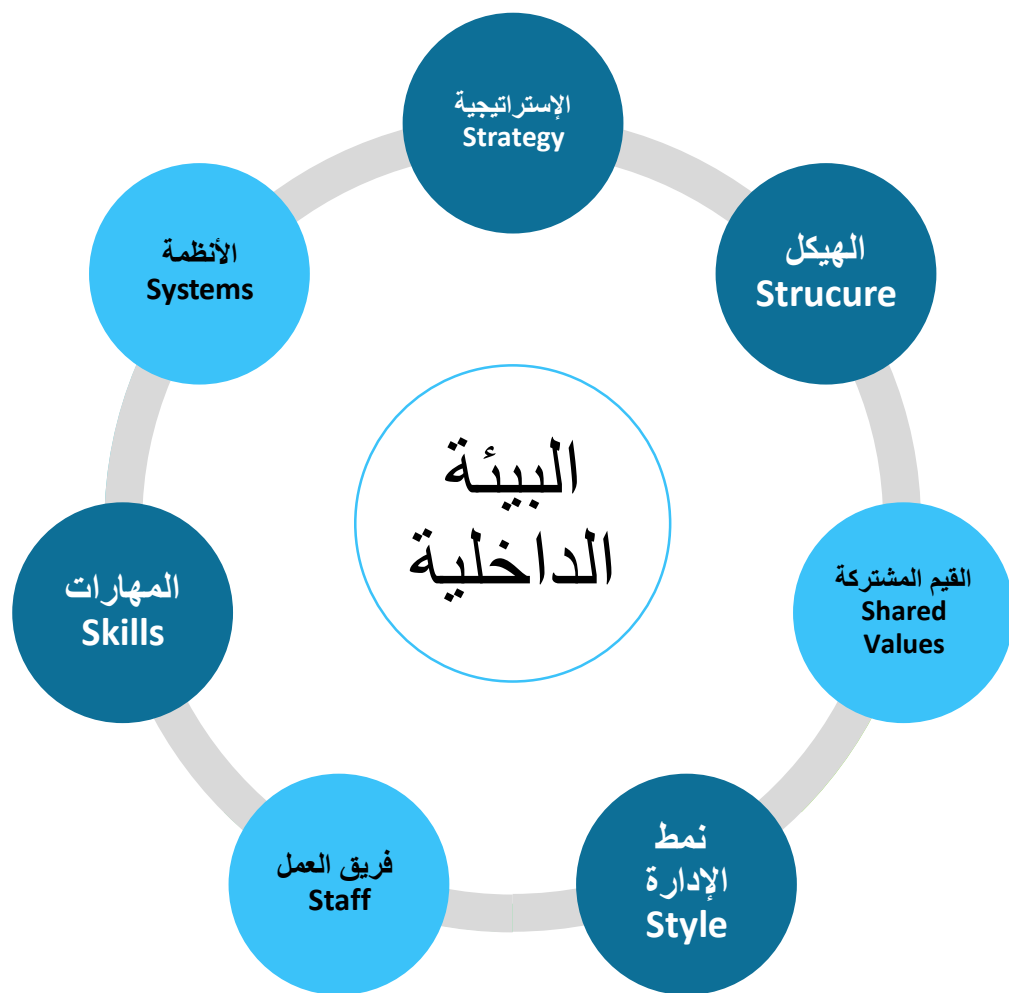 الإستراتيجية
Strategy
الهيكل
Strucure
القيم المشتركة
Shared
Values
نمط
الإدارة
Style
فريق العمل
Staff
المهارات
Skills
الأنظمة
Systems
البيئة
الداخلية